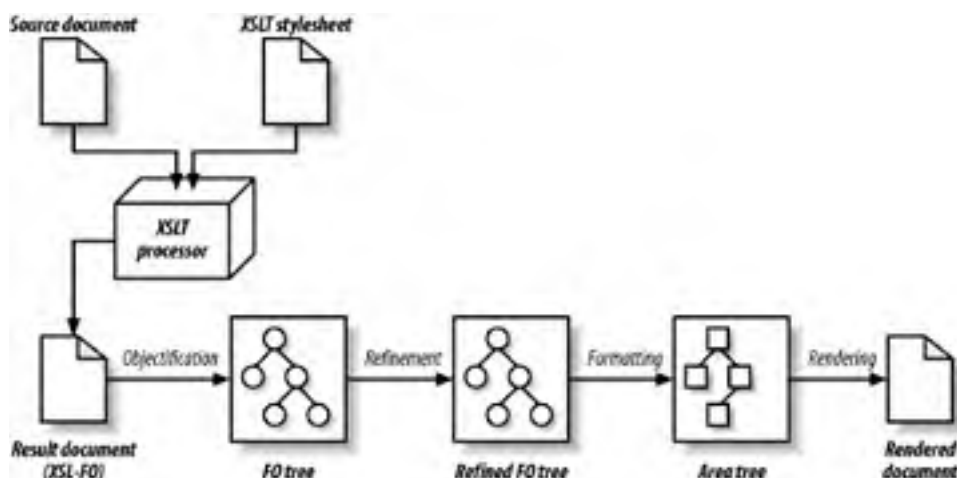 Source document
XSLT stylesheet
XSLT
processor
Objectification
Refinement
Formatting
Rendering
Result document
(XSL-FO)
FO tree
Refined FO tree
Area tree
Rendered
document